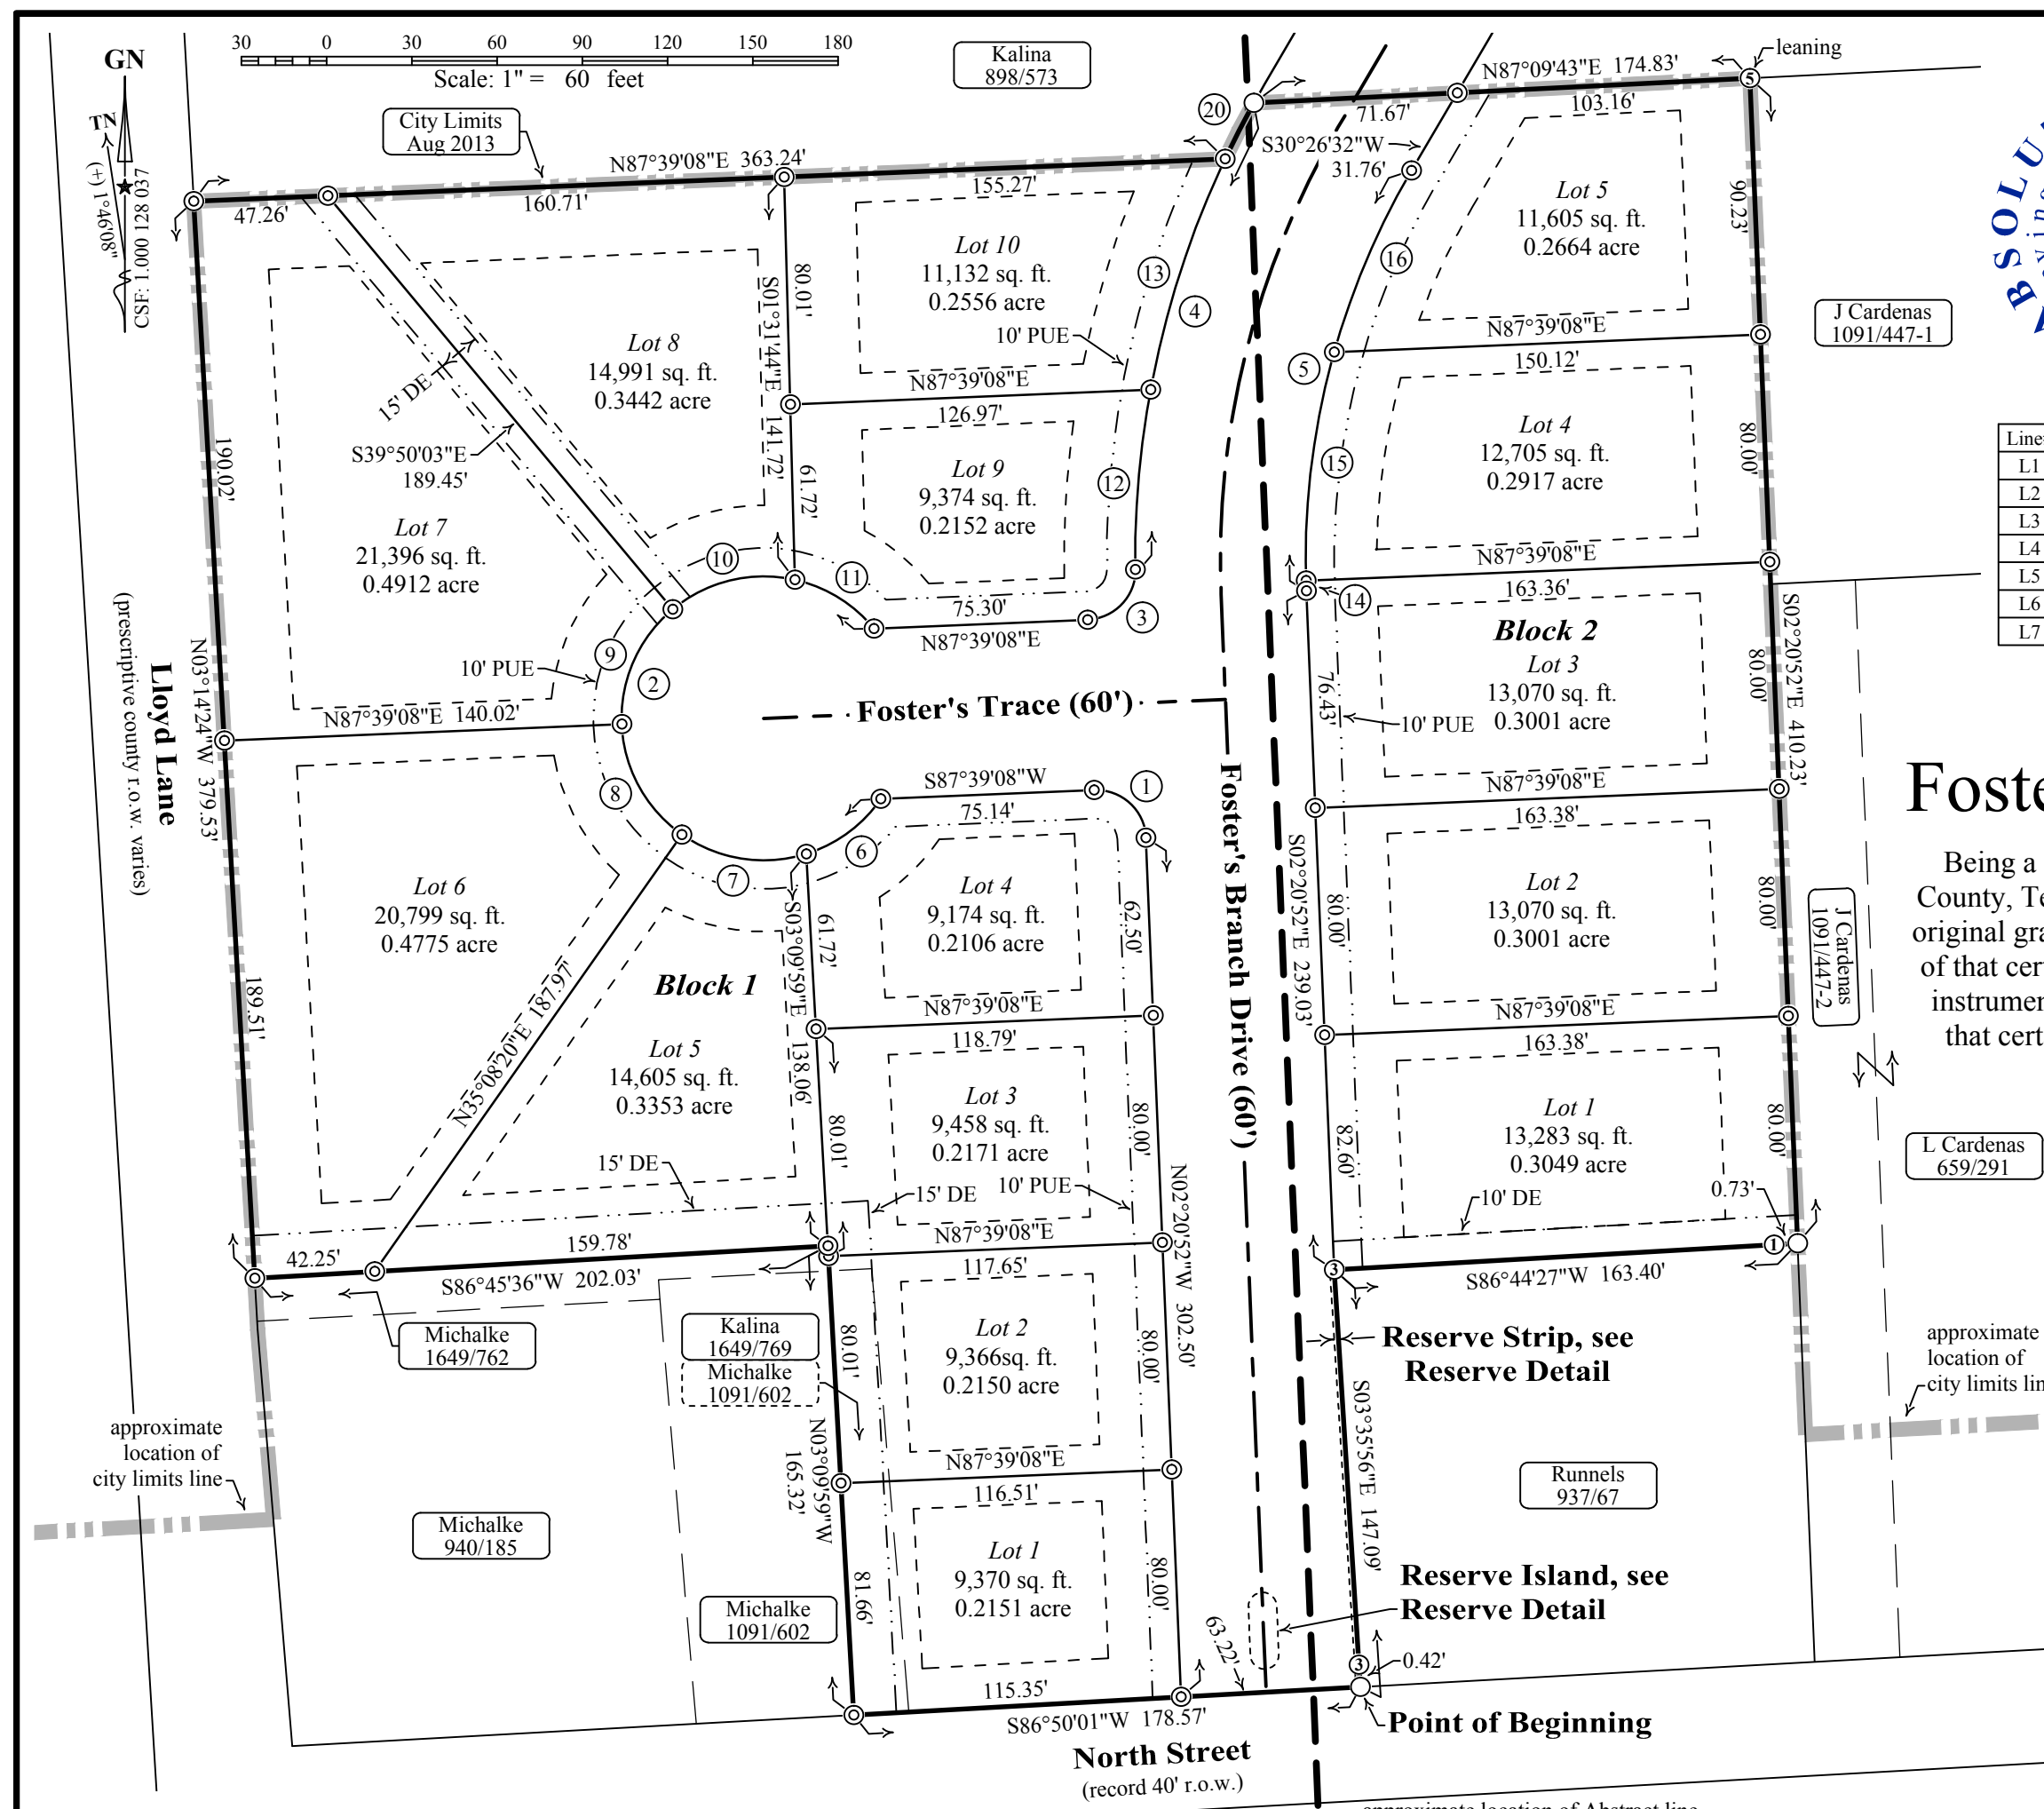 GN
TN
(+) 1°46'08"
CSF: 1.000 128 037
30 0 30 60 90 120 150 180
Scale: 1" = 60 feet
City Limits
Aug 2013
Kalina
898/573
leaning
N87°09'43"E 174.83'
5
20
71.67'
103.16'
S30°26'32"W
31.76'
N87°39'08"E 363.24'
47.26'
160.71'
155.27'
Lot 5
11,605 sq. ft.
0.2664 acre
90.23'
Lot 10
11,132 sq. ft.
0.2556 acre
13
16
4
10' PUE
80.01'
S01°31'44"E 141.72'
Lot 8
14,991 sq. ft.
0.3442 acre
15' DE
S39°50'03"E
189.45'
N87°39'08"E
126.97'
5
N87°39'08"E
150.12'
J Cardenas
1091/447-1
BSOLU
Line
L1
L2
L3
L4
L5
L6
L7
190.02'
Lot 7
21,396 sq. ft.
0.4912 acre
61.72'
Lot 9
9,374 sq. ft.
0.2152 acre
12
15
Lot 4
12,705 sq. ft.
0.2917 acre
80.00'
10
11
75.30'
N87°39'08"E
3
14
N87°39'08"E
163.36'
Block 2
Lot 3
13,070 sq. ft.
0.3001 acre
S02°20'52"E 410.23'
80.00'
76.43'
10' PUE
(prescriptive county r.o.w. varies)
Lloyd Lane
N03°14'24"W 379.53'
10' PUE
9
2
N87°39'08"E 140.02'
Foster's Trace (60')
8
S87°39'08"W
75.14'
1
N87°39'08"E
163.38'
Foste
Being a
County, Te
original gra
of that cer
instrumen
that cert
Foster's Branch Drive (60')
S02°20'52"E 239.03'
7
6
Lot 6
20,799 sq. ft.
0.4775 acre
189.51'
N35°08'20"E 187.97'
Block 1
61.72'
S03°09'59"E 138.06'
Lot 4
9,174 sq. ft.
0.2106 acre
62.50'
80.00'
Lot 2
13,070 sq. ft.
0.3001 acre
80.00'
J Cardenas
1091/447-2
N87°39'08"E
118.79'
N87°39'08"E
163.38'
Lot 5
14,605 sq. ft.
0.3353 acre
80.01'
Lot 3
9,458 sq. ft.
0.2171 acre
80.00'
82.60'
Lot 1
13,283 sq. ft.
0.3049 acre
80.00'
L Cardenas
659/291
15' DE
15' DE
10' PUE
10' DE
0.73'
N02°20'52"W 302.50'
42.25'
159.78'
S86°45'36"W 202.03'
N87°39'08"E
117.65'
3
1
S86°44'27"W 163.40'
Michalke
1649/762
Kalina
1649/769
Michalke
1091/602
80.01'
Lot 2
9,366sq. ft.
0.2150 acre
80.00'
Reserve Strip, see
Reserve Detail
approximate
location of
city limits lin
approximate
location of
city limits line
N03°09'59"W
165.32'
S03°35'56"E 147.09'
N87°39'08"E
116.51'
Runnels
937/67
Michalke
940/185
81.66'
Lot 1
9,370 sq. ft.
0.2151 acre
80.00'
Reserve Island, see
Reserve Detail
Michalke
1091/602
63.22'
3
0.42'
115.35'
S86°50'01"W 178.57'
Point of Beginning
North Street
(record 40' r.o.w.)
approximate location of Abstract line